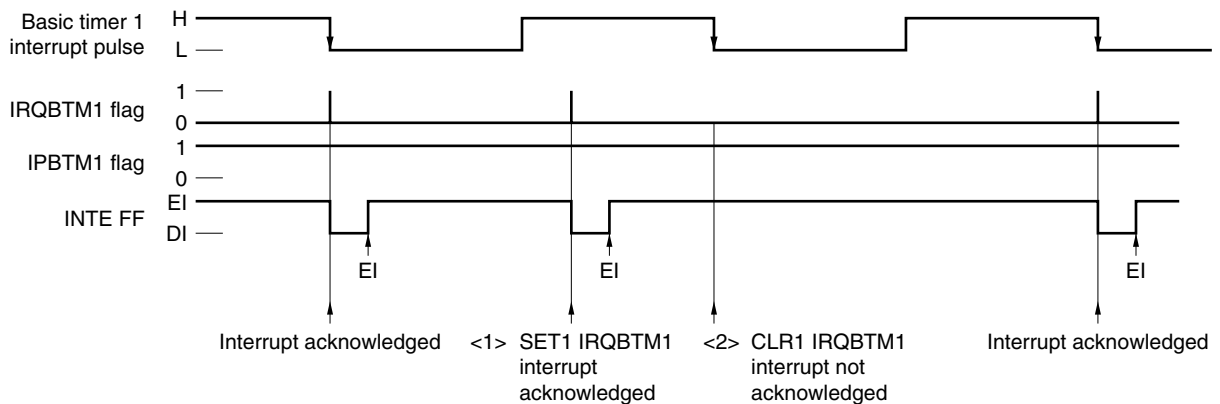 Basic timer 1
interrupt pulse
H
L
IRQBTM1 flag
1
0
IPBTM1 flag
1
0
INTE FF
EI
DI
EI
EI
EI
Interrupt acknowledged
<1> SET1 IRQBTM1
interrupt
acknowledged
<2> CLR1 IRQBTM1
interrupt not
acknowledged
Interrupt acknowledged